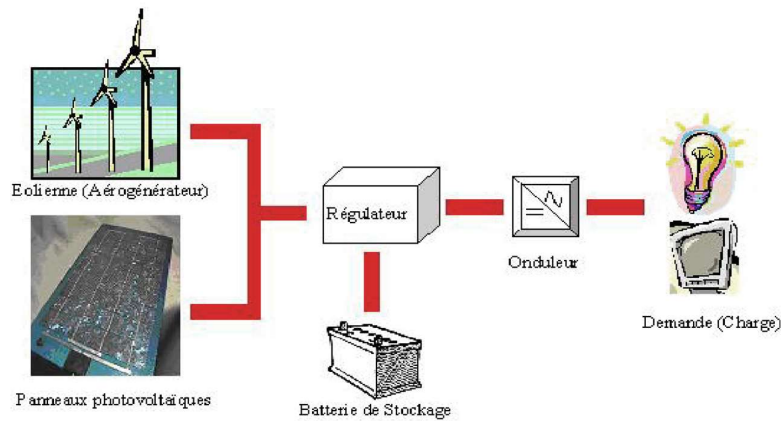 Eolienne (Aérogénérateur)
Régulateur
Onduleur
Demande (Charge)
Panneaux photovoltaïques
Batterie de Stockage